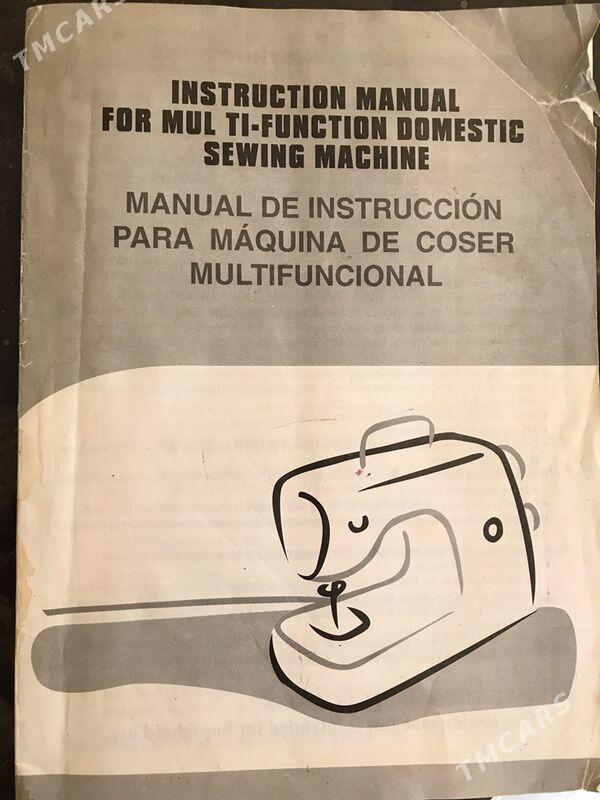 TMCARS
INSTRUCTION MANUAL
FOR MUL TI-FUNCTION DOMESTIC
SEWING MACHINE
MANUAL DE INSTRUCCIÓN
PARA MÁQUINA DE COSER
MULTIFUNCIONAL
TMCARS